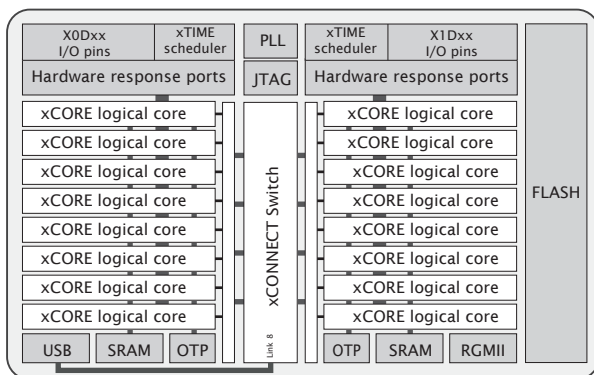 X0Dxx
I/O pins
xTIME
scheduler
PLL
xTIME
scheduler
X1Dxx
I/O pins
Hardware response ports
JTAG
Hardware response ports
xCORE logical core
xCORE logical core
xCORE logical core
xCORE logical core
xCORE logical core
xCORE logical core
xCORE logical core
xCORE logical core
xCONNECT Switch
Link 8
xCORE logical core
xCORE logical core
xCORE logical core
xCORE logical core
xCORE logical core
xCORE logical core
xCORE logical core
xCORE logical core
FLASH
USB
SRAM
OTP
OTP
SRAM
RGMII